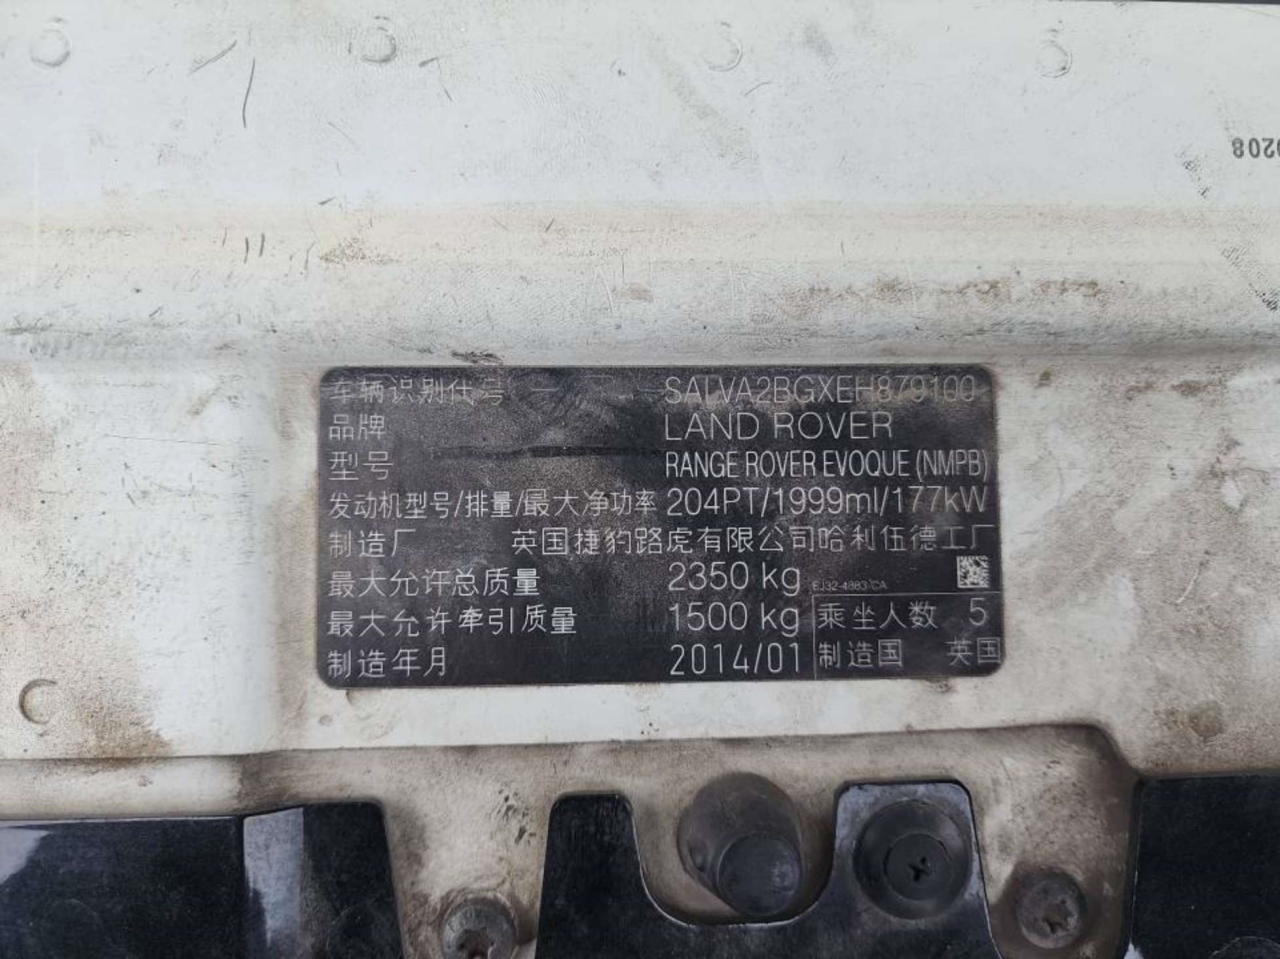 0208
车辆识别代号 SALVA2BGXEH879100
品牌 LAND ROVER
型号 RANGE ROVER EVOQUE (NMPB)
发动机型号/排量/最大净功率 204PT/1999ml/177kW
制造厂 英国捷豹路虎有限公司哈利伍德工厂
最大允许总质量 2350 kg
最大允许牵引质量 1500 kg 乘坐人数 5
制造年月 2014/01 制造国 英国